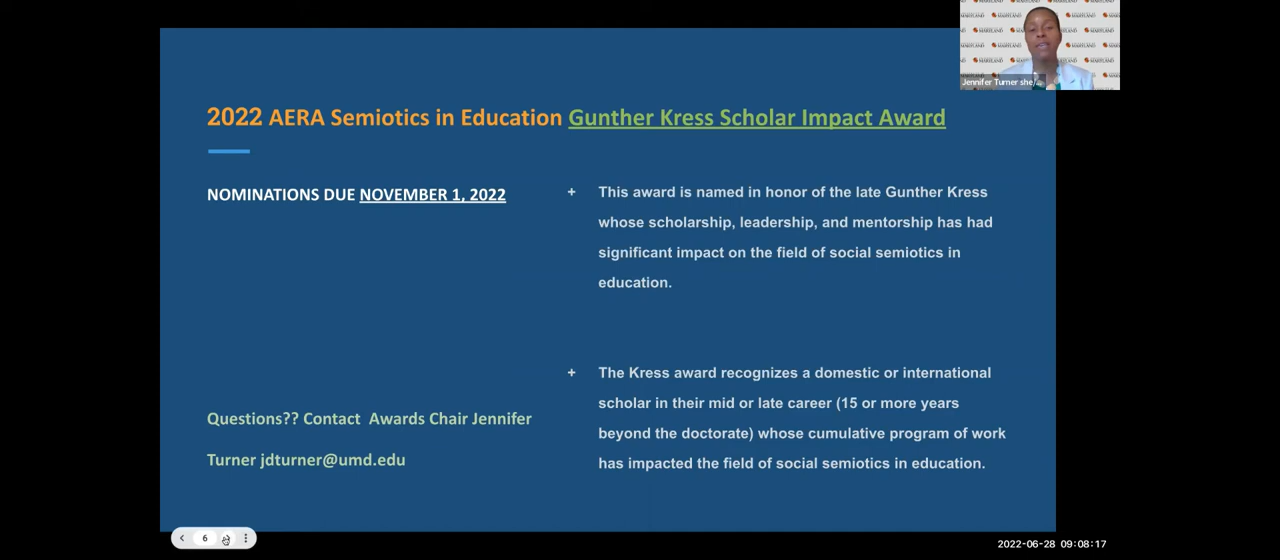 MARYLAND
Jennifer Turner she/
2022 AERA Semiotics in Education Gunther Kress Scholar Impact Award
NOMINATIONS DUE NOVEMBER 1, 2022
+ This award is named in honor of the late Gunther Kress
whose scholarship, leadership, and mentorship has had
significant impact on the field of social semiotics in
education.
+ The Kress award recognizes a domestic or international
scholar in their mid or late career (15 or more years
beyond the doctorate) whose cumulative program of work
has impacted the field of social semiotics in education.
Questions?? Contact Awards Chair Jennifer
Turner jdturner@umd.edu
6
2022-06-28 09:08:17